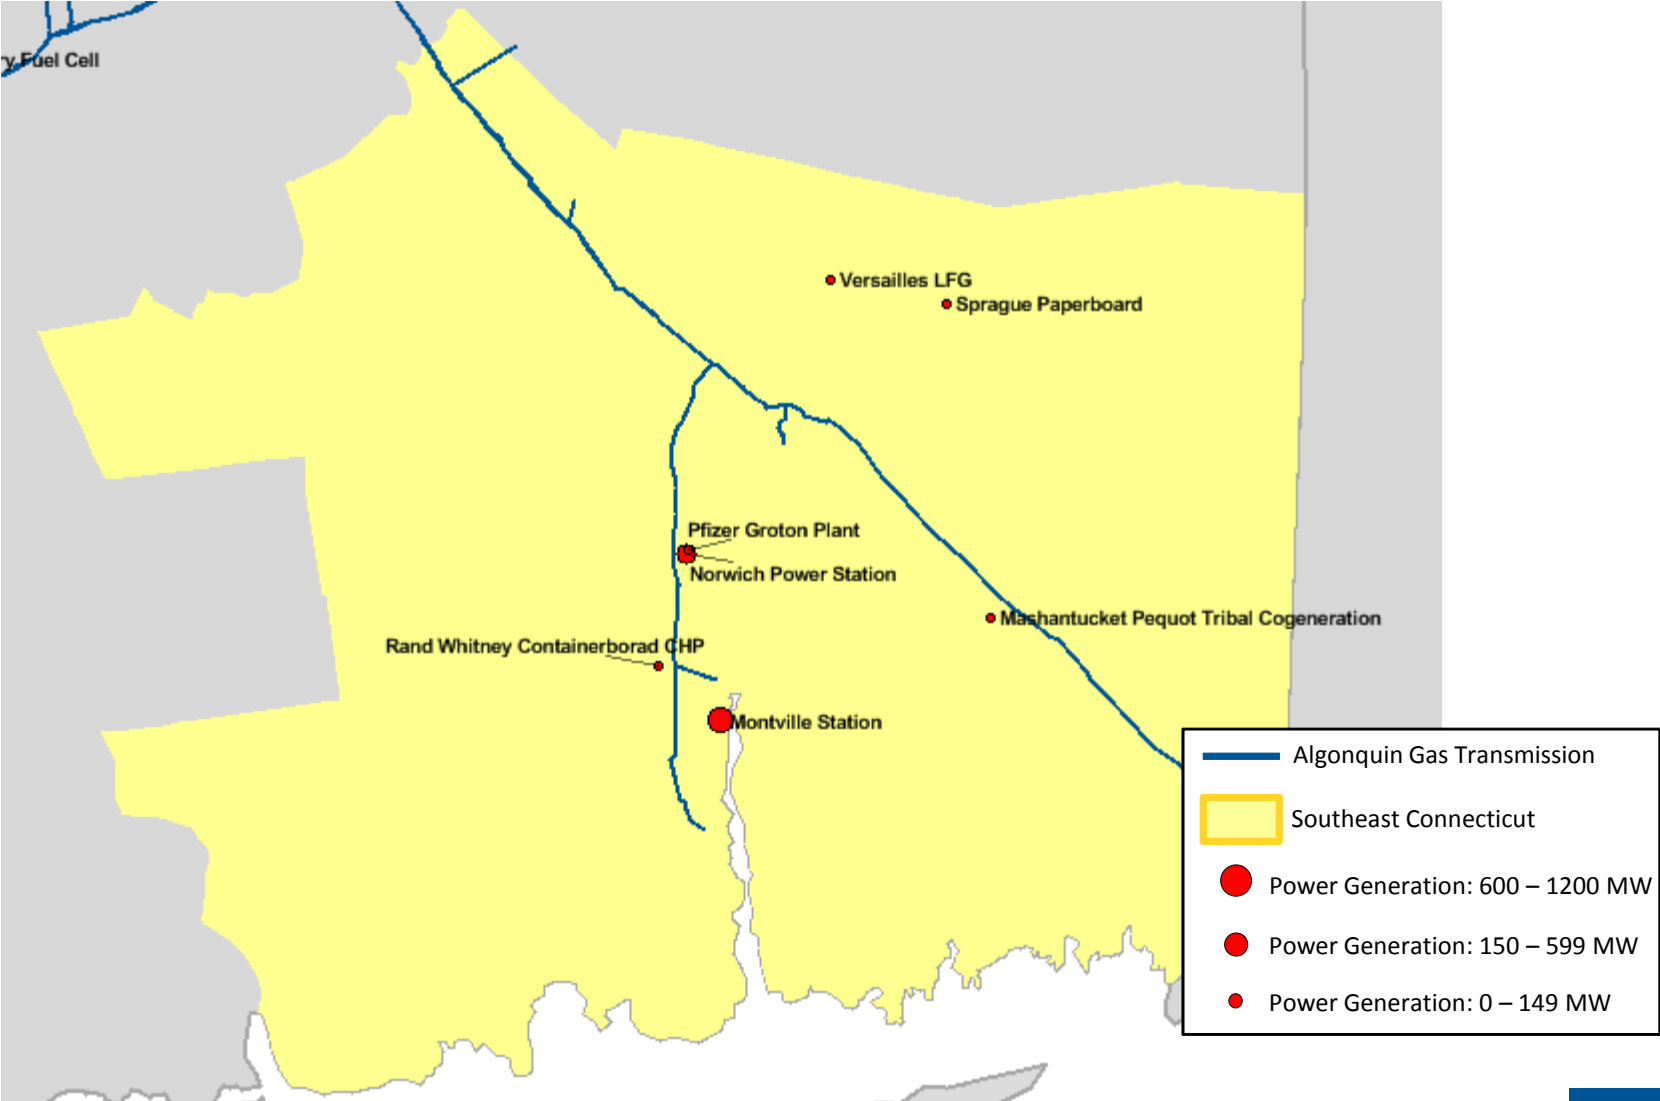 ry Fuel Cell
Versailles LFG
Sprague Paperboard
Pfizer Groton Plant
Norwich Power Station
Mashantucket Pequot Tribal Cogeneration
Rand Whitney Containerborad CHP
Montville Station
Algonquin Gas Transmission
Southeast Connecticut
Power Generation: 600 – 1200 MW
Power Generation: 150 – 599 MW
Power Generation: 0 – 149 MW